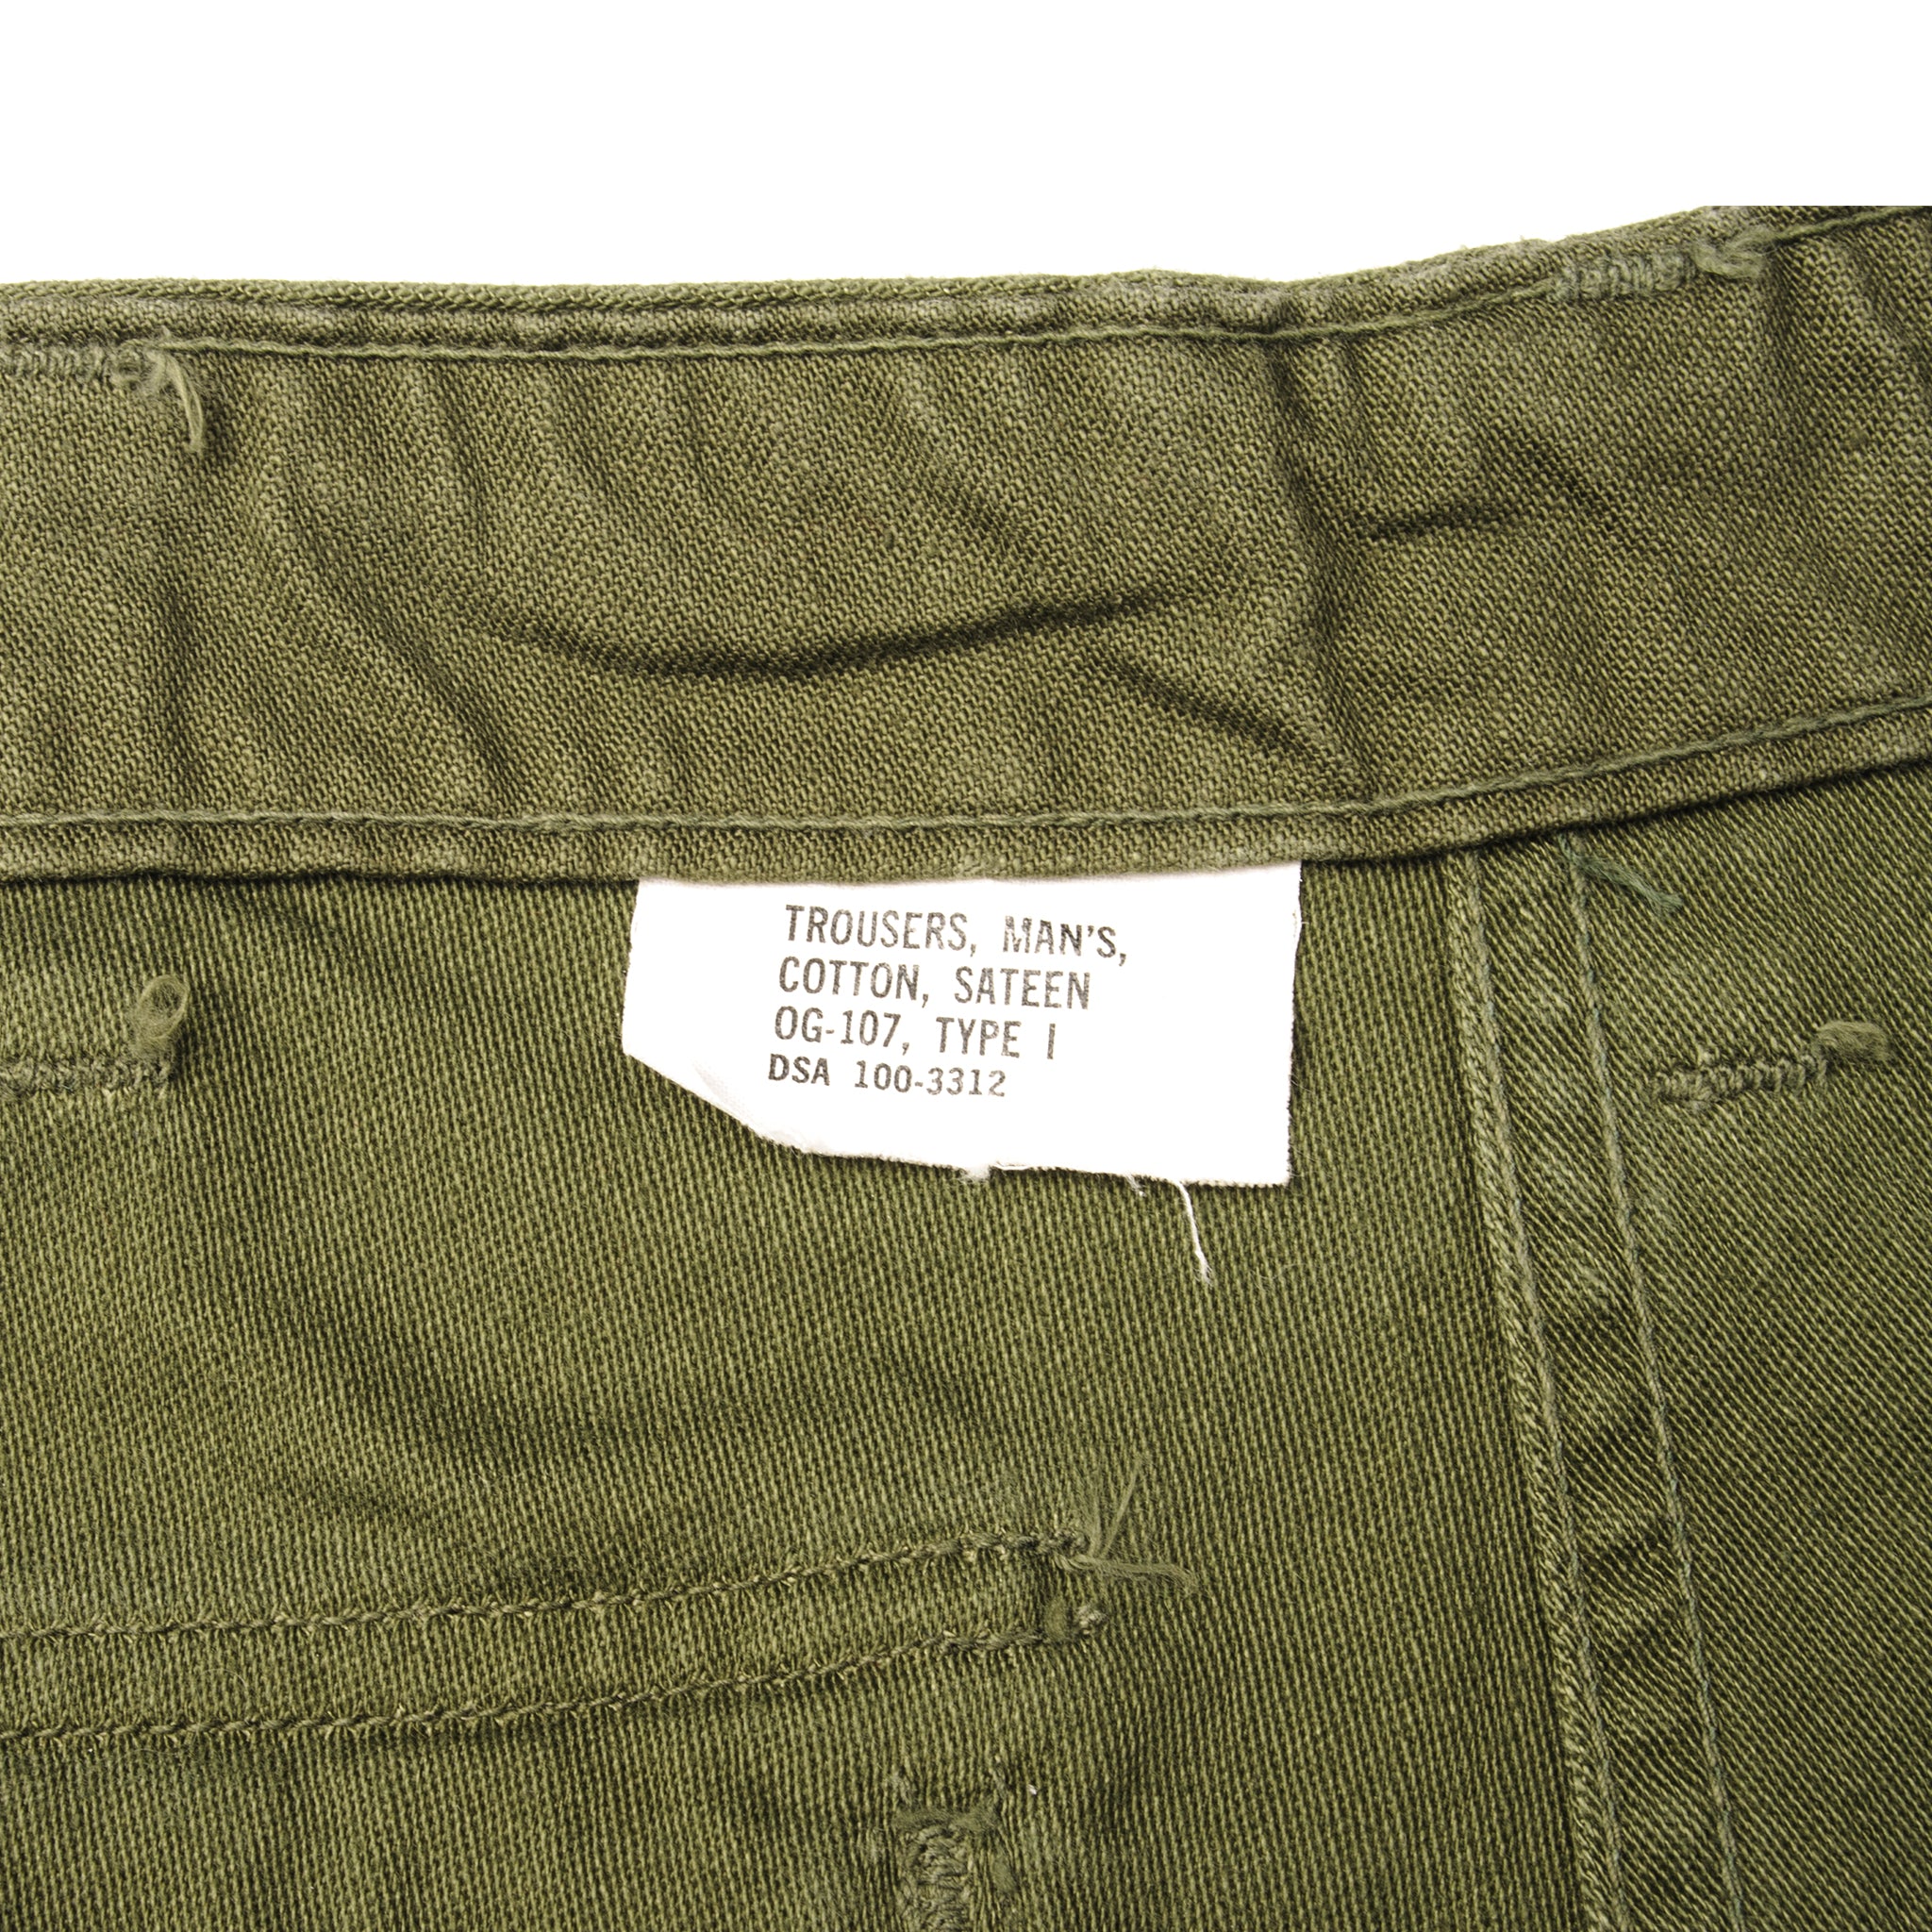 TROUSERS, MAN'S,
COTTON, SATEEN
OG-107, TYPE I
DSA 100-3312